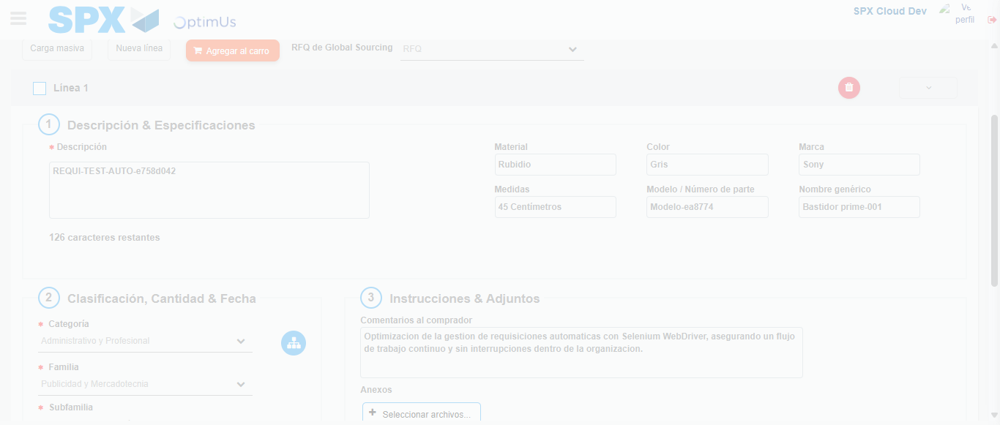 SPX
OptimUs
SPX Cloud Dev
perfil
Carga masiva
Nueva línea
Agregar al carro
RFQ de Global Sourcing
RFQ
Línea 1
1 Descripción & Especificaciones
* Descripción
REQUI-TEST-AUTO-e758d042
126 caracteres restantes
Material
Color
Marca
Rubidio
Gris
Sony
Medidas
Modelo / Número de parte
Nombre genérico
45 Centímetros
Modelo-ea8774
Bastidor prime-001
2 Clasificación, Cantidad & Fecha
* Categoría
Administrativo y Profesional
* Familia
Publicidad y Mercadotecnia
* Subfamilia
3 Instrucciones & Adjuntos
Comentarios al comprador
Optimizacion de la gestion de requisiciones automaticas con Selenium WebDriver, asegurando un flujo
de trabajo continuo y sin interrupciones dentro de la organizacion.
Anexos
+ Seleccionar archivos...